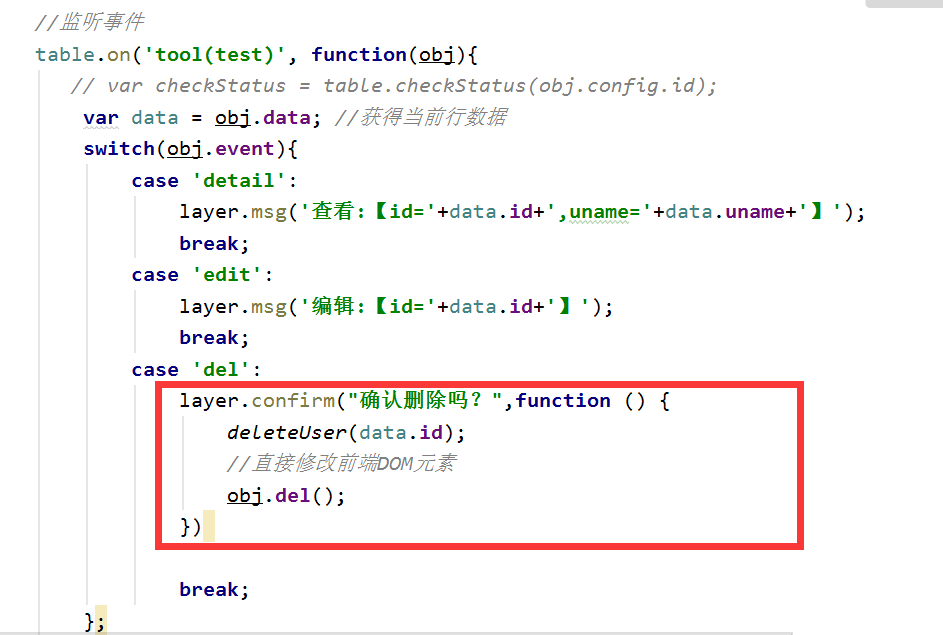 //监听事件
table.on('tool(test)', function(obj){
// var checkStatus = table.checkStatus(obj.config.id);
var data = obj.data; //获得当前行数据
switch(obj.event){
case 'detail':
layer.msg('查看:【id='+data.id+',uname='+data.uname+'】');
break;
case 'edit':
layer.msg('编辑:【id='+data.id+'】');
break;
case 'del':
layer.confirm("确认删除吗？",function () {
deleteUser(data.id);
//直接修改前端DOM元素
obj.del();
})
break;
};